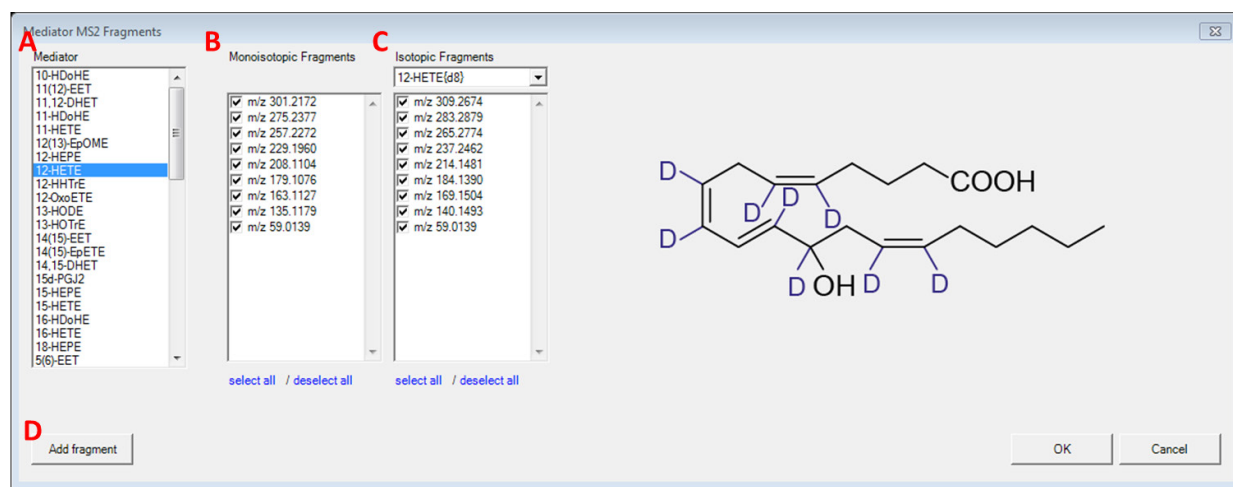 Mediator MS2 Fragments
A
B
C
Mediator
Monoisotopic Fragments
Isotopic Fragments
10-HDoHE
11(12)-EET
11,12-DHET
11-HDoHE
11-HETE
12(13)-EpOME
12-HEPE
12-HETE
12-HHTrE
12-OxoETE
13-HODE
13-HOTrE
14(15)-EET
14(15)-EpETE
14,15-DHET
15d-PGJ2
15-HEPE
15-HETE
16-HDoHE
16-HETE
18-HEPE
5(6)-EET
m/z 301.2172
m/z 275.2377
m/z 257.2272
m/z 229.1960
m/z 208.1104
m/z 179.1076
m/z 163.1127
m/z 135.1179
m/z 59.0139
select all / deselect all
12-HETE{d8}
m/z 309.2674
m/z 283.2879
m/z 265.2774
m/z 237.2462
m/z 214.1481
m/z 184.1390
m/z 169.1504
m/z 140.1493
m/z 59.0139
select all / deselect all
D
COOH
D
D
D
D
D
OH
D
D
D
Add fragment
OK
Cancel